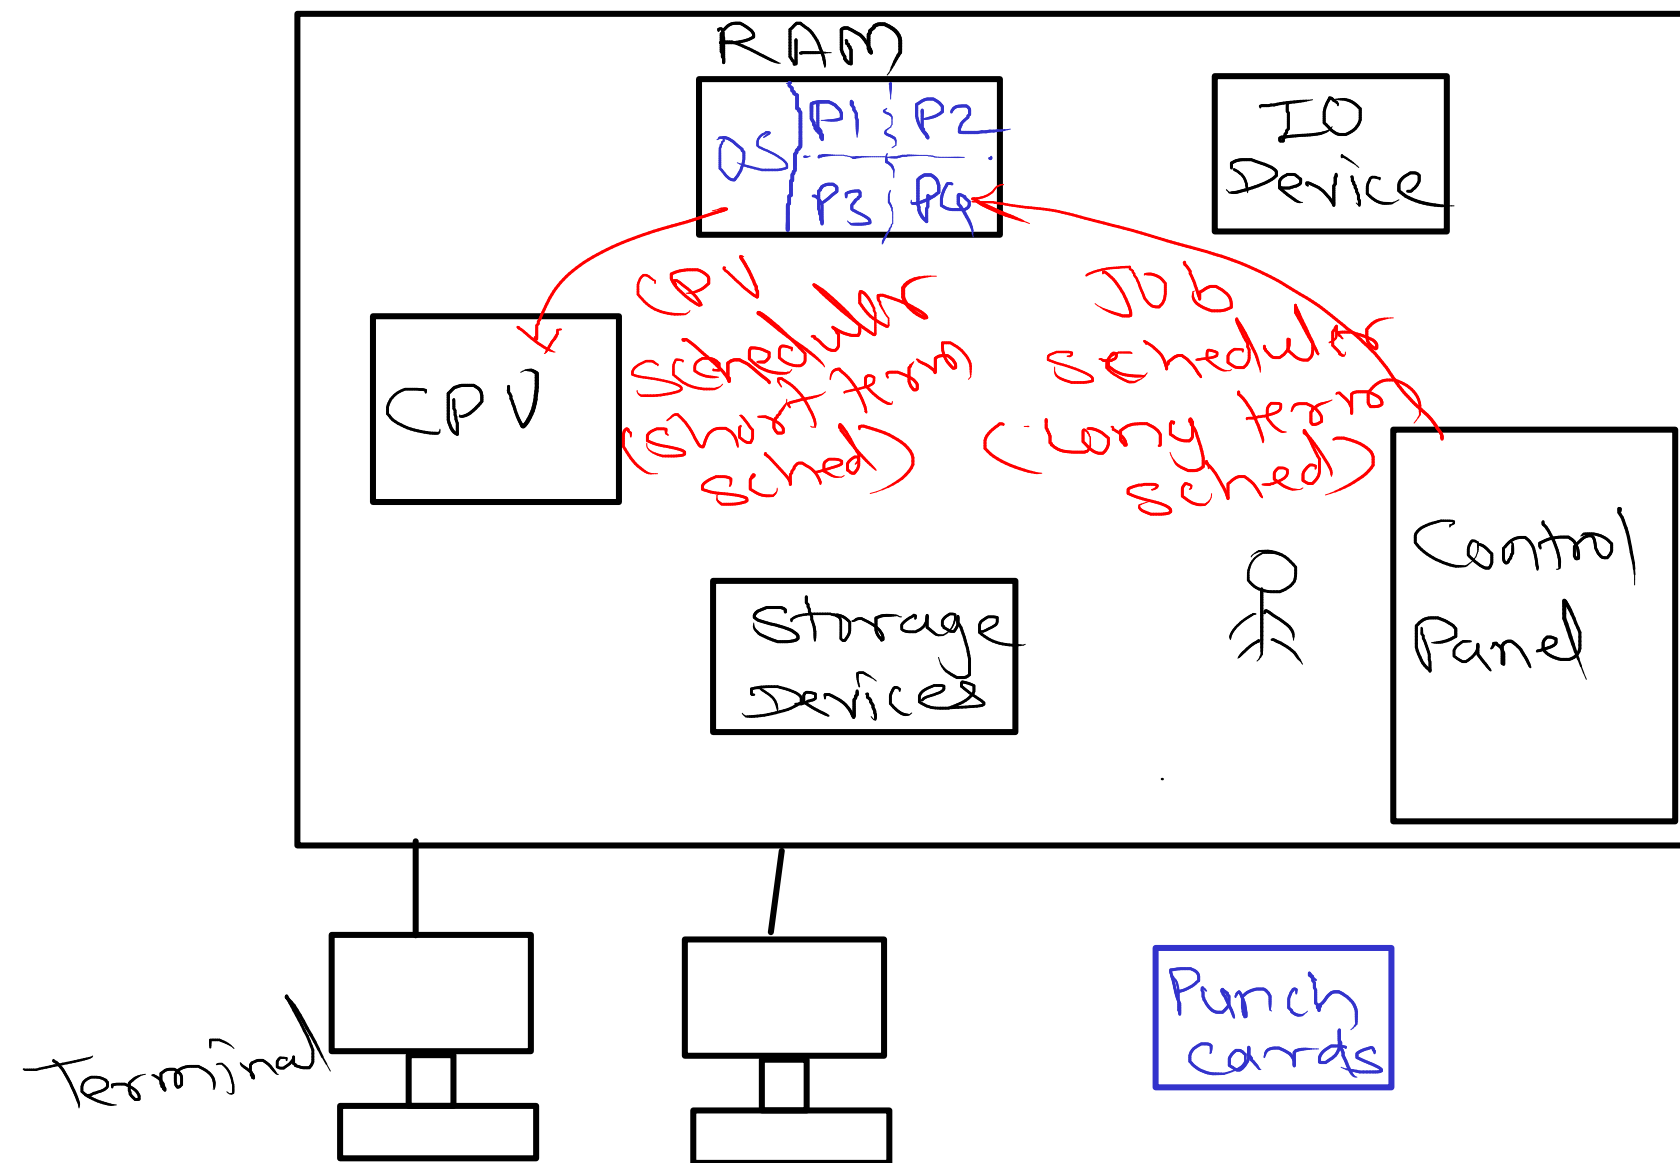 RAM
OS
P1
P2
P3
P4
IO
Device
CPU
scheduler
(short term
sched)
Job
scheduler
(Long term
sched)
CPU
Control
Panel
Storage
Devices
Terminal
Punch
cards